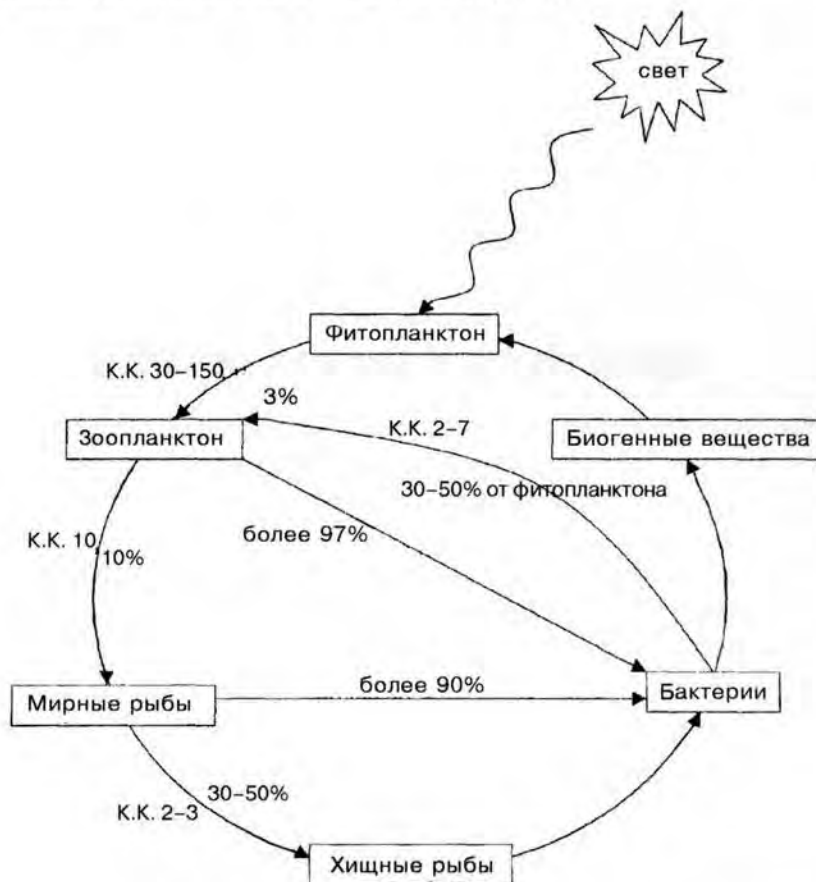 свет
Фитопланктон
К.К. 30–150
3%
Зоопланктон
К.К. 2–7
Биогенные вещества
30–50% от фитопланктона
более 97%
К.К. 10
10%
Мирные рыбы
более 90%
Бактерии
30–50%
К.К. 2–3
Хищные рыбы